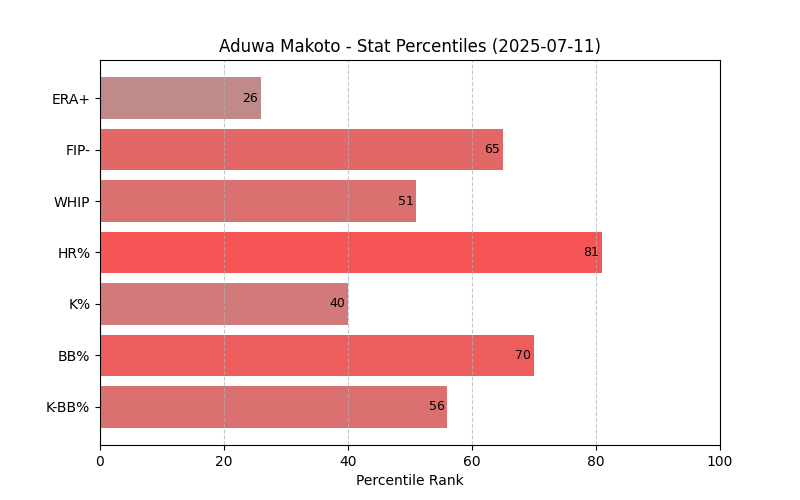 Aduwa Makoto - Stat Percentiles (2025-07-11)
ERA+ 26
FIP- 65
WHIP 51
HR% 81
K% 40
BB% 70
K-BB% 56
0 20 40 60 80 100
Percentile Rank